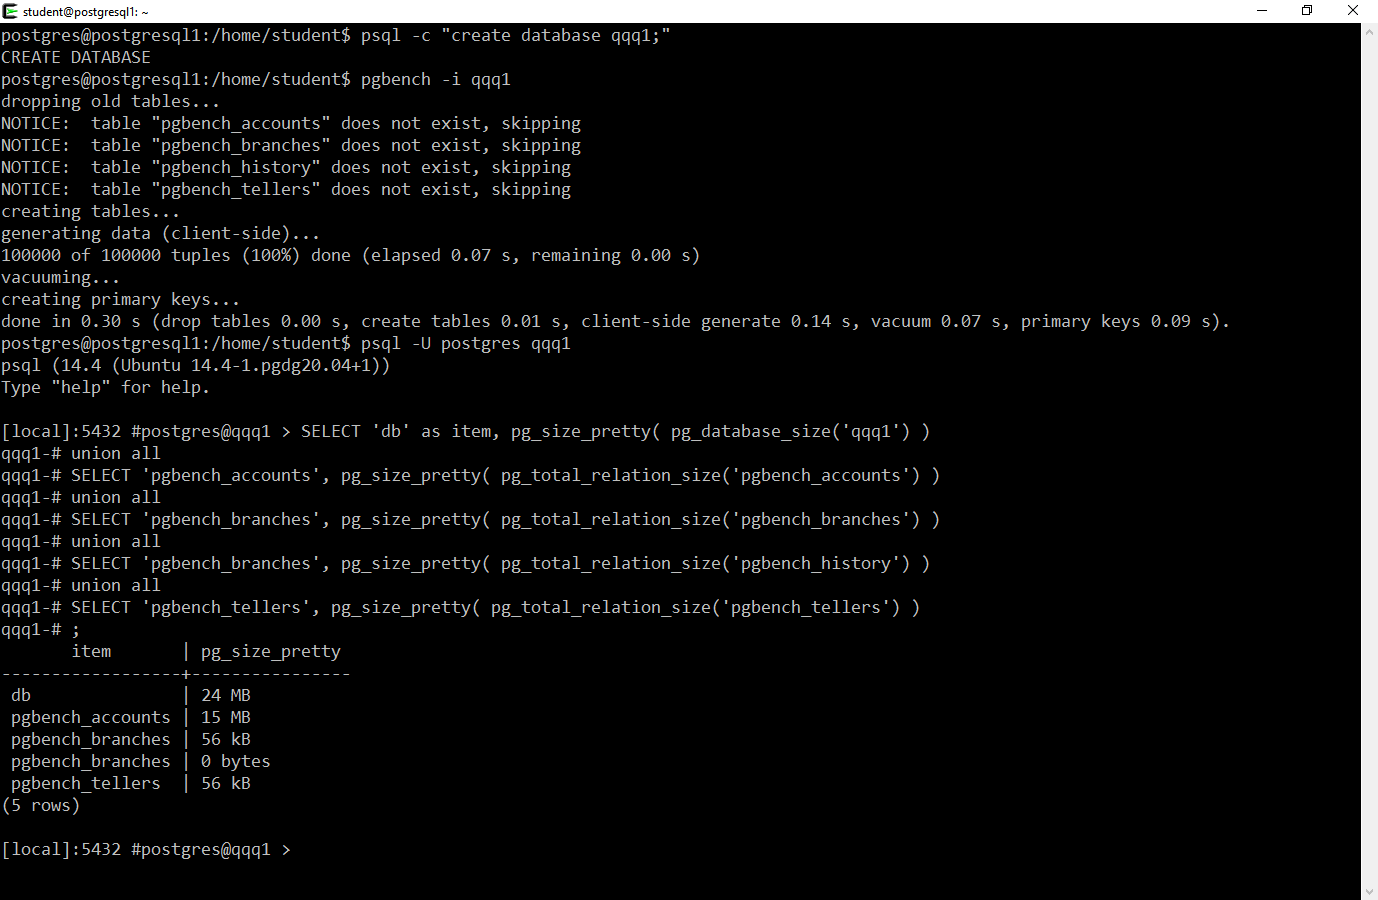 student@postgresql1: ~
postgres@postgresql1:/home/student$ psql -c "create database qqq1;"
CREATE DATABASE
postgres@postgresql1:/home/student$ pgbench -i qqq1
dropping old tables...
NOTICE:  table "pgbench_accounts" does not exist, skipping
NOTICE:  table "pgbench_branches" does not exist, skipping
NOTICE:  table "pgbench_history" does not exist, skipping
NOTICE:  table "pgbench_tellers" does not exist, skipping
creating tables...
generating data (client-side)...
100000 of 100000 tuples (100%) done (elapsed 0.07 s, remaining 0.00 s)
vacuuming...
creating primary keys...
done in 0.30 s (drop tables 0.00 s, create tables 0.01 s, client-side generate 0.14 s, vacuum 0.07 s, primary keys 0.09 s).
postgres@postgresql1:/home/student$ psql -U postgres qqq1
psql (14.4 (Ubuntu 14.4-1.pgdg20.04+1))
Type "help" for help.

[local]:5432 #postgres@qqq1 > SELECT 'db' as item, pg_size_pretty( pg_database_size('qqq1') )
qqq1-# union all
qqq1-# SELECT 'pgbench_accounts', pg_size_pretty( pg_total_relation_size('pgbench_accounts') )
qqq1-# union all
qqq1-# SELECT 'pgbench_branches', pg_size_pretty( pg_total_relation_size('pgbench_branches') )
qqq1-# union all
qqq1-# SELECT 'pgbench_branches', pg_size_pretty( pg_total_relation_size('pgbench_history') )
qqq1-# union all
qqq1-# SELECT 'pgbench_tellers', pg_size_pretty( pg_total_relation_size('pgbench_tellers') )
qqq1-# ;
       item       | pg_size_pretty
------------------+----------------
 db               | 24 MB
 pgbench_accounts | 15 MB
 pgbench_branches | 56 kB
 pgbench_branches | 0 bytes
 pgbench_tellers  | 56 kB
(5 rows)

[local]:5432 #postgres@qqq1 >